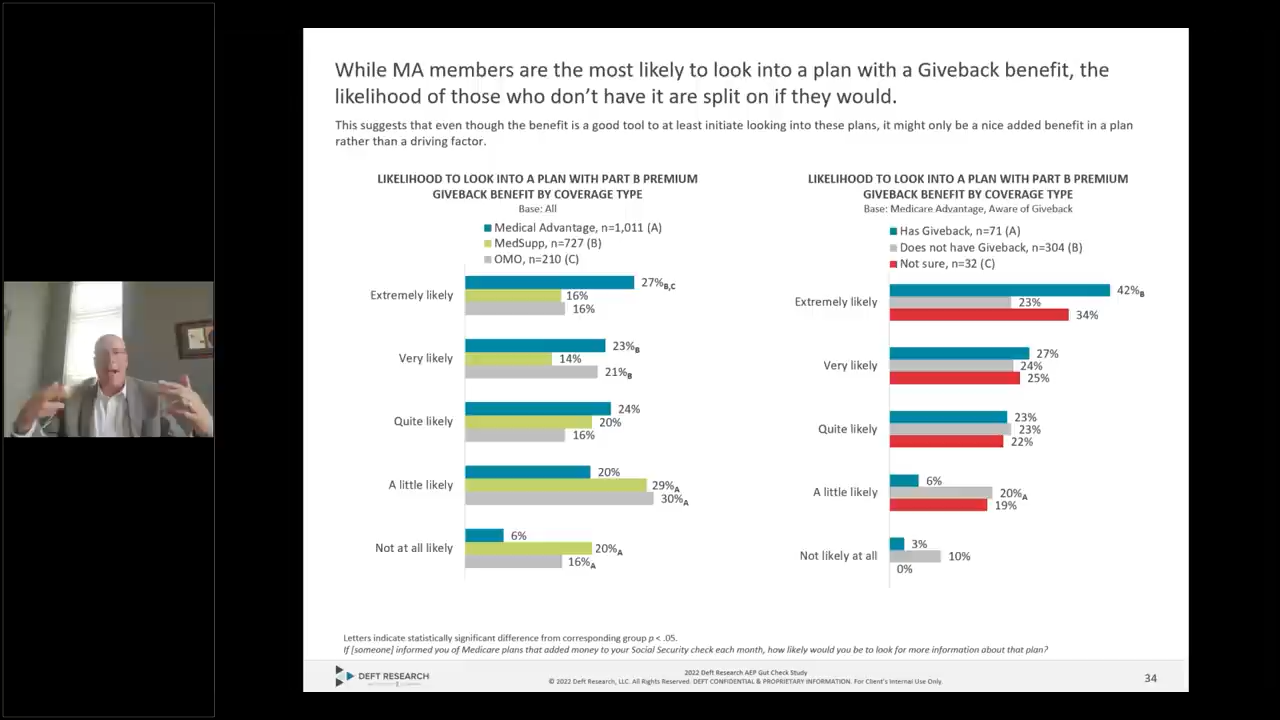 While MA members are the most likely to look into a plan with a Giveback benefit, the
likelihood of those who don't have it are split on if they would.
This suggests that even though the benefit is a good tool to at least initiate looking into these plans, it might only be a nice added benefit in a plan
rather than a driving factor.
LIKELIHOOD TO LOOK INTO A PLAN WITH PART B PREMIUM
GIVEBACK BENEFIT BY COVERAGE TYPE
Base: All
Medical Advantage, n=1,011 (A)
MedSupp, n=727 (B)
OMO, n=210 (C)
Extremely likely
27%B,C
16%
16%
Very likely
23%B
14%
21%B
Quite likely
24%
20%
16%
A little likely
20%
29%A
30%A
Not at all likely
6%
20%A
16%A
LIKELIHOOD TO LOOK INTO A PLAN WITH PART B PREMIUM
GIVEBACK BENEFIT BY COVERAGE TYPE
Base: Medicare Advantage, Aware of Giveback
Has Giveback, n=71 (A)
Does not have Giveback, n=304 (B)
Not sure, n=32 (C)
Extremely likely
42%B
23%
34%
Very likely
27%
24%
25%
Quite likely
23%
23%
22%
A little likely
6%
20%A
19%
Not likely at all
3%
10%
0%
Letters indicate statistically significant difference from corresponding group p < .05.
If [someone] informed you of Medicare plans that added money to your Social Security check each month, how likely would you be to look for more information about that plan?
DEFT RESEARCH
2022 Deft Research AEP Gut Check Study
© 2022 Deft Research, LLC. All Rights Reserved. DEFT CONFIDENTIAL & PROPRIETARY INFORMATION. For Client's Internal Use Only.
34